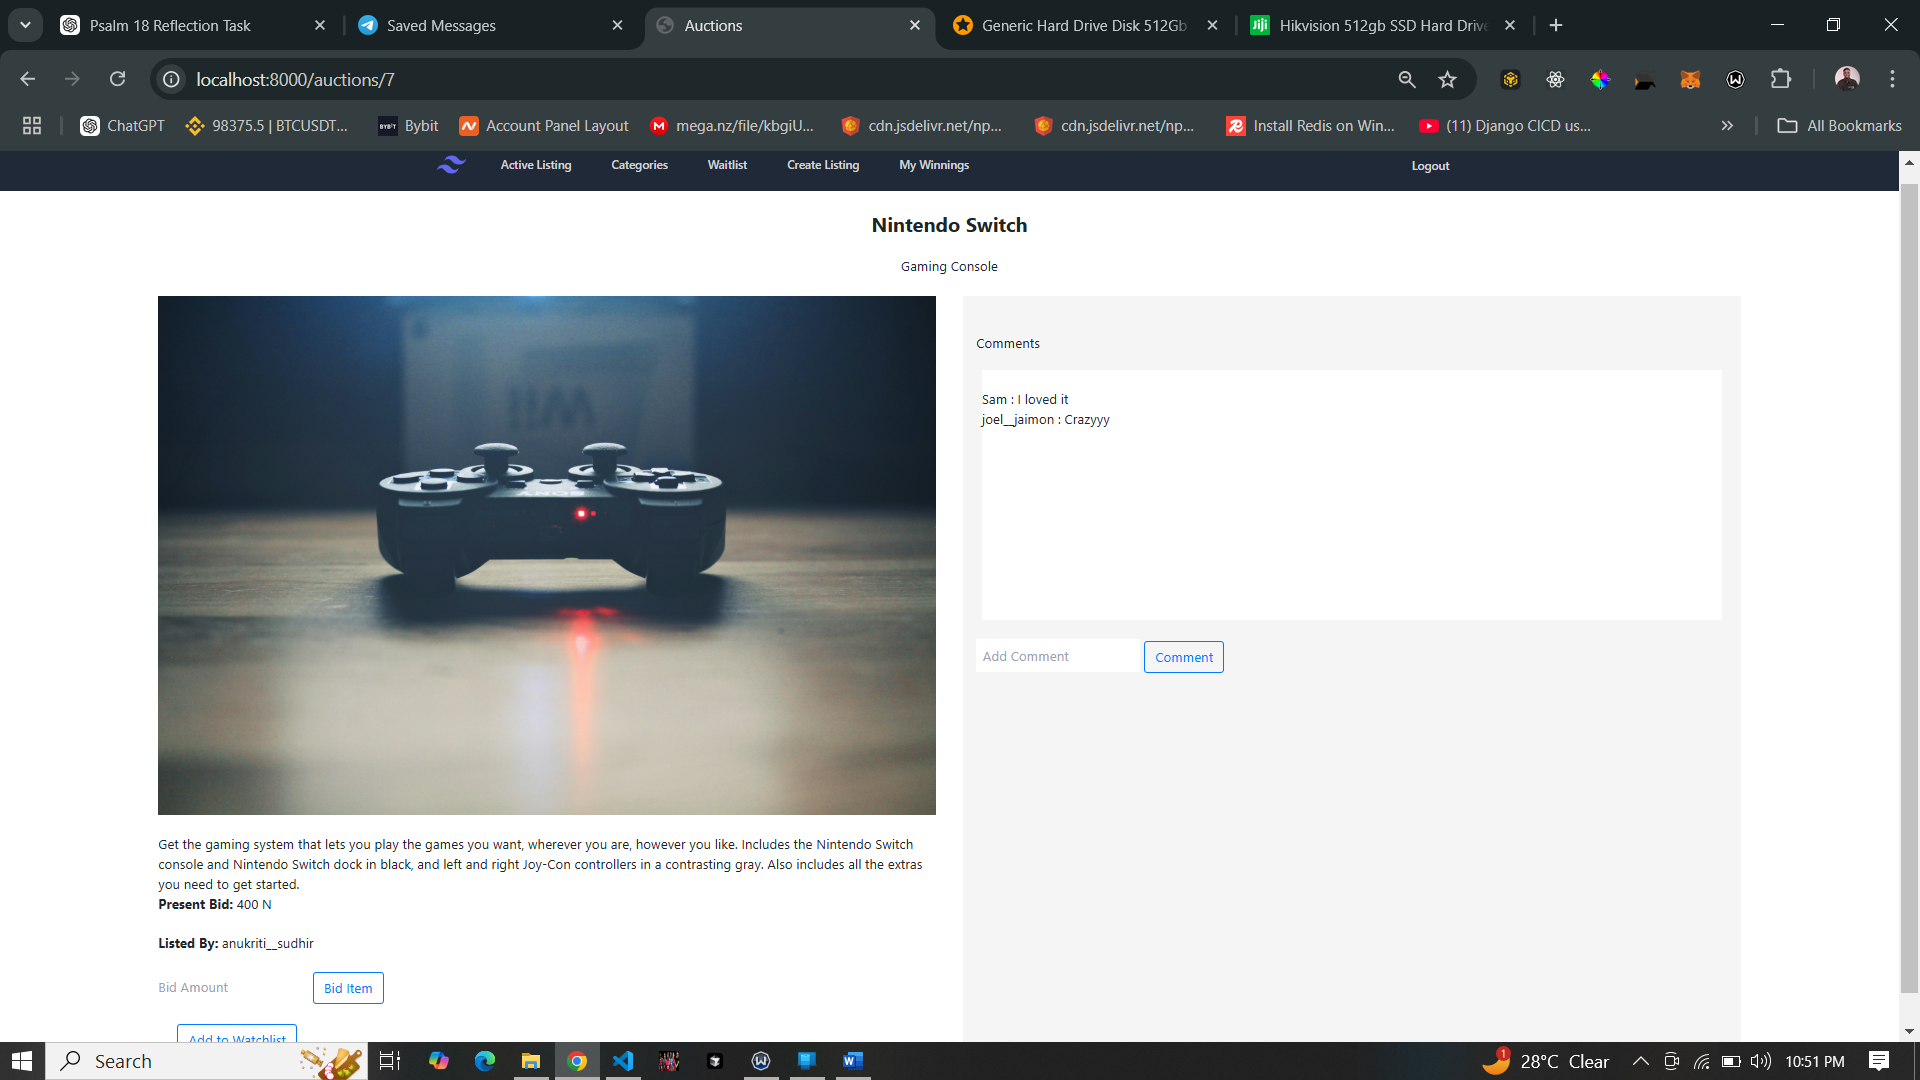 Psalm 18 Reflection Task
Saved Messages
Auctions
Generic Hard Drive Disk 512Gb
Hikvision 512gb SSD Hard Drive
localhost:8000/auctions/7
ChatGPT
98375.5 | BTCUSDT...
Bybit
Account Panel Layout
mega.nz/file/kbgiU...
cdn.jsdelivr.net/np...
cdn.jsdelivr.net/np...
Install Redis on Win...
(11) Django CICD us...
All Bookmarks
Active Listing
Categories
Waitlist
Create Listing
My Winnings
Logout
Nintendo Switch
Gaming Console
SONY
Comments
Sam : I loved it
joel__jaimon : Crazyyy
Add Comment
Comment
Get the gaming system that lets you play the games you want, wherever you are, however you like. Includes the Nintendo Switch
console and Nintendo Switch dock in black, and left and right Joy-Con controllers in a contrasting gray. Also includes all the extras
you need to get started.
Present Bid: 400 N
Listed By: anukriti__sudhir
Bid Amount
Bid Item
Add to Watchlist
Search
1
28°C Clear
10:51 PM